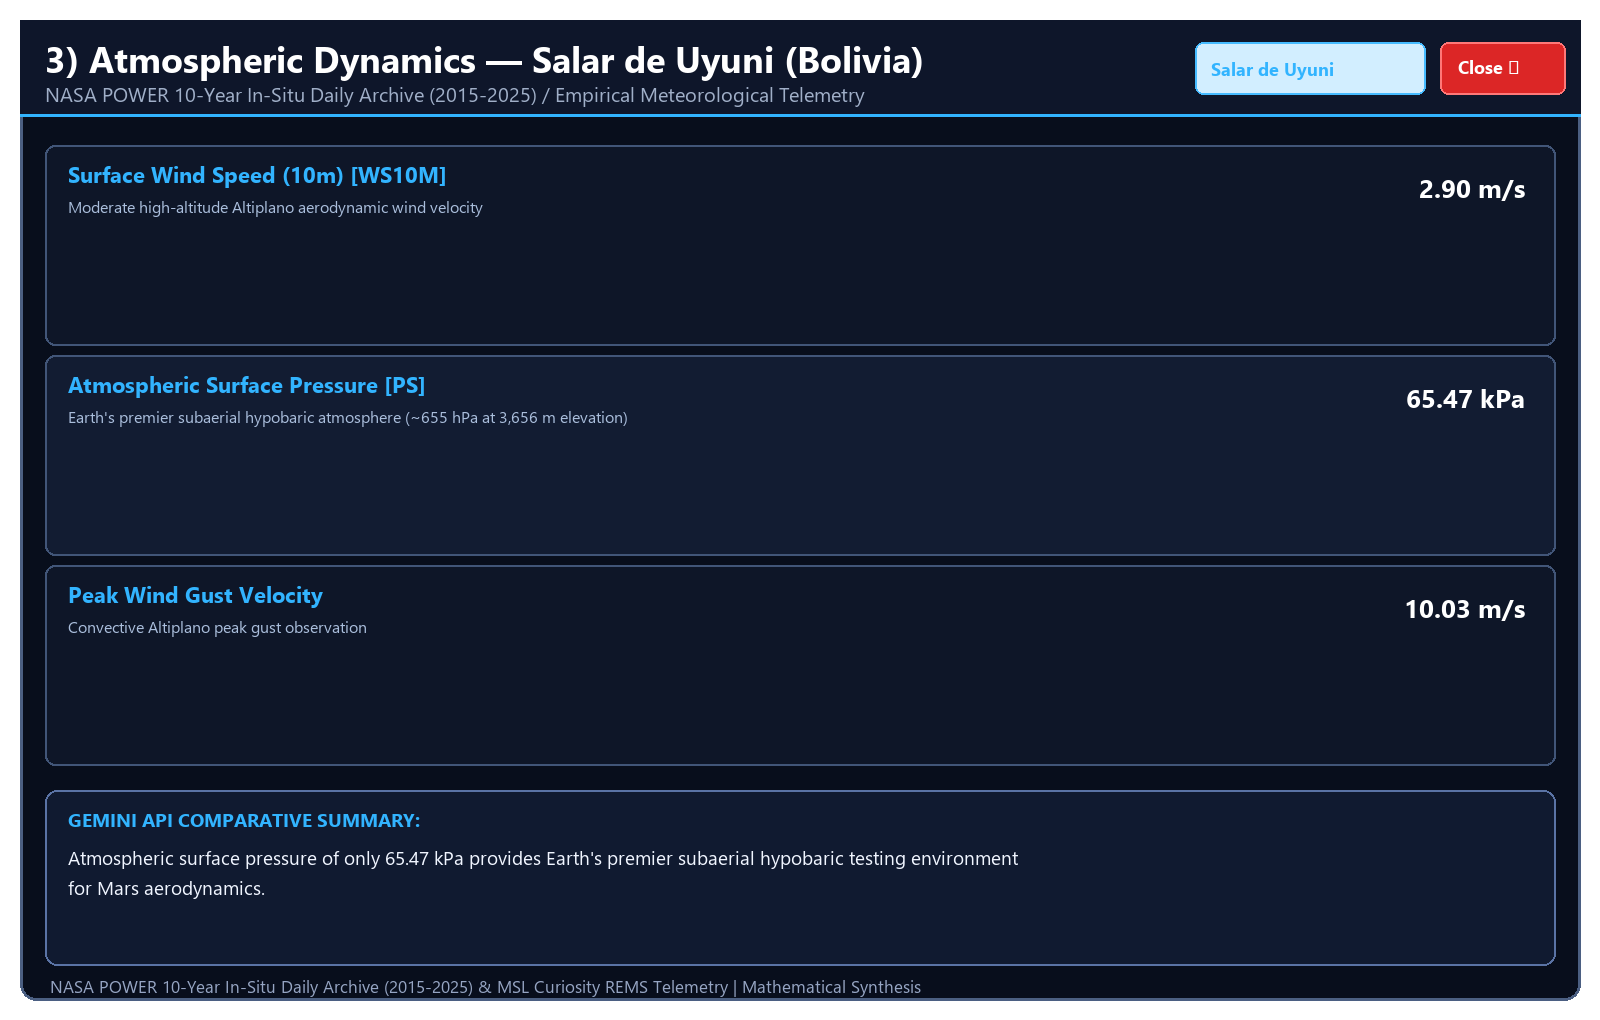 3) Atmospheric Dynamics — Salar de Uyuni (Bolivia)
NASA POWER 10-Year In-Situ Daily Archive (2015-2025) / Empirical Meteorological Telemetry
Salar de Uyuni
Close
Surface Wind Speed (10m) [WS10M]
Moderate high-altitude Altiplano aerodynamic wind velocity
2.90 m/s
Atmospheric Surface Pressure [PS]
Earth's premier subaerial hypobaric atmosphere (~655 hPa at 3,656 m elevation)
65.47 kPa
Peak Wind Gust Velocity
Convective Altiplano peak gust observation
10.03 m/s
GEMINI API COMPARATIVE SUMMARY:
Atmospheric surface pressure of only 65.47 kPa provides Earth's premier subaerial hypobaric testing environment
for Mars aerodynamics.
NASA POWER 10-Year In-Situ Daily Archive (2015-2025) & MSL Curiosity REMS Telemetry | Mathematical Synthesis